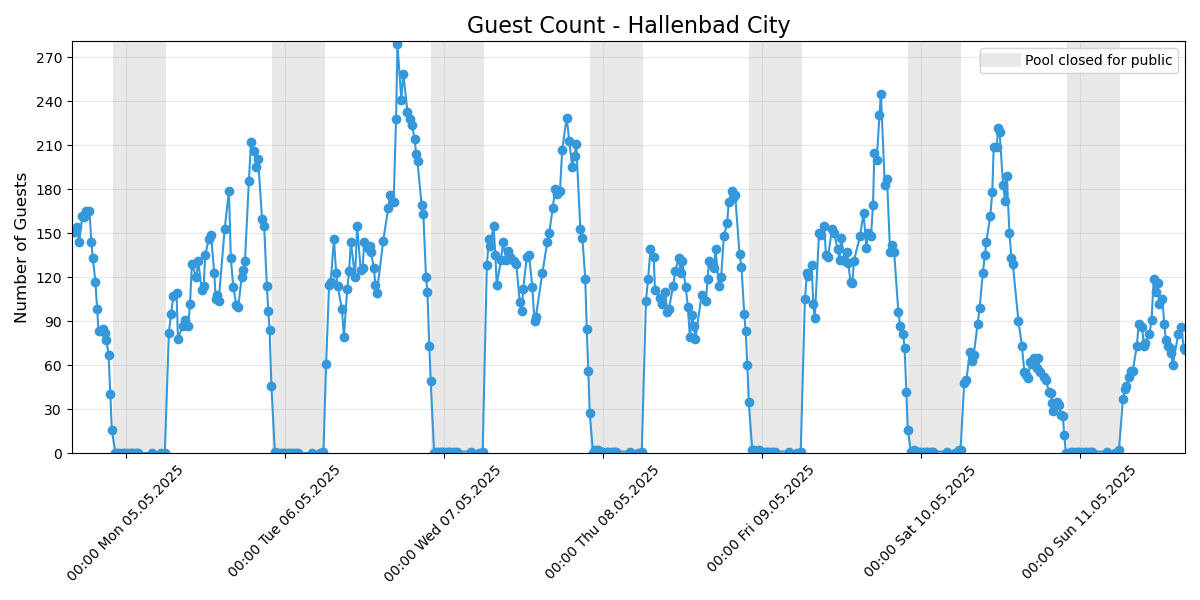 Guest Count - Hallenbad City
Pool closed for public
Number of Guests
270
240
210
180
150
120
90
60
30
0
00:00 Mon 05.05.2025
00:00 Tue 06.05.2025
00:00 Wed 07.05.2025
00:00 Thu 08.05.2025
00:00 Fri 09.05.2025
00:00 Sat 10.05.2025
00:00 Sun 11.05.2025